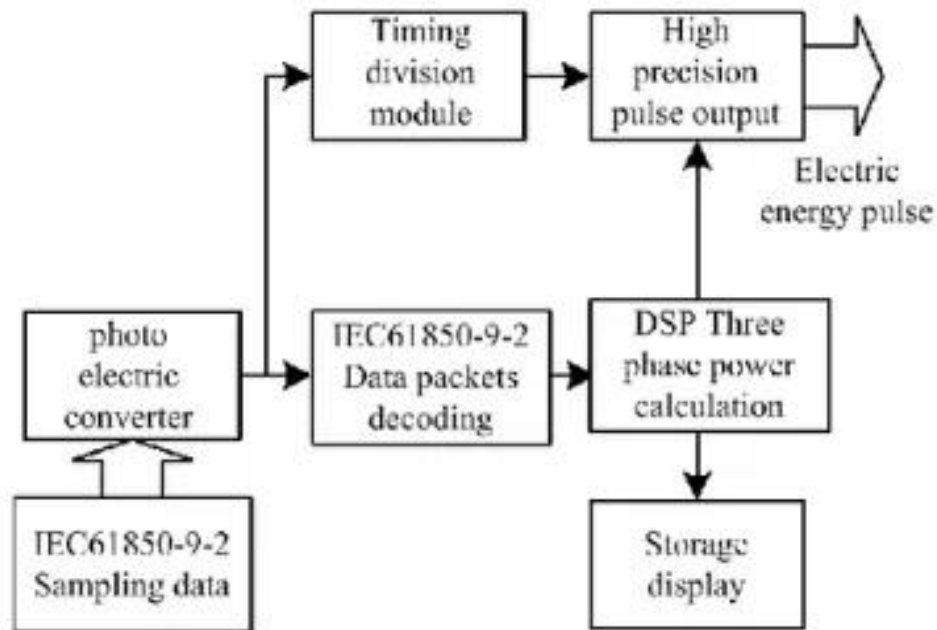 Timing
division
module
High
precision
pulse output
Electric
energy pulse
photo
electric
converter
IEC61850-9-2
Data packets
decoding
DSP Three
phase power
calculation
IEC61850-9-2
Sampling data
Storage
display